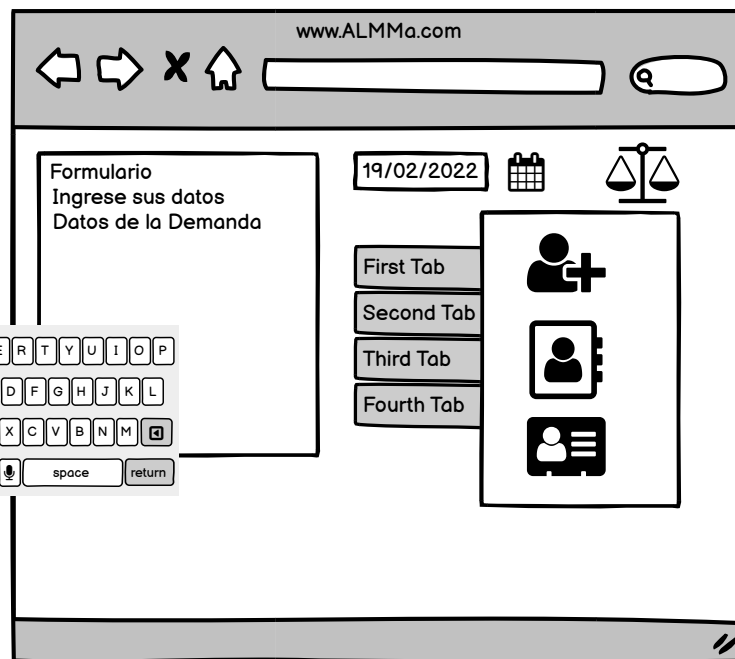 www.ALMMa.com
Formulario
Ingrese sus datos
Datos de la Demanda
19/02/2022
First Tab
Second Tab
Third Tab
Fourth Tab
E R T Y U I O P
D F G H J K L
X C V B N M
space return